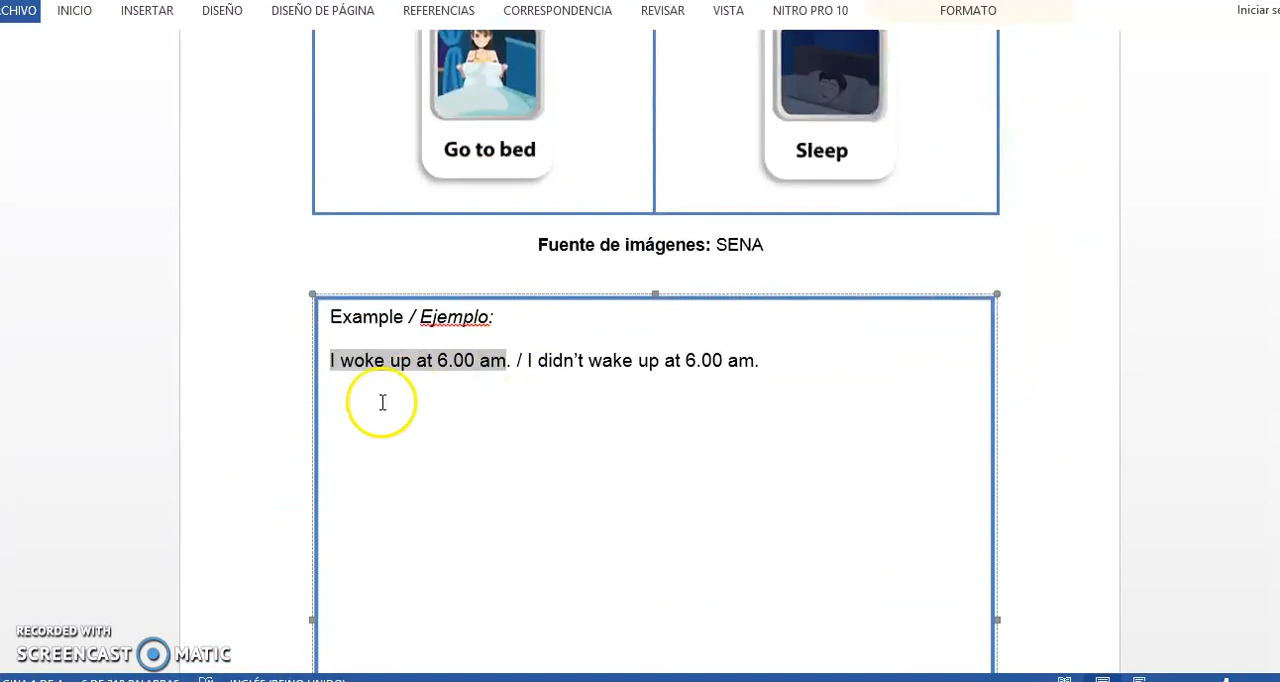 CHIVO INICIO INSERTAR DISEÑO DISEÑO DE PÁGINA REFERENCIAS CORRESPONDENCIA REVISAR VISTA NITRO PRO 10 FORMATO Iniciar se
Go to bed
Sleep
Fuente de imágenes: SENA
Example / Ejemplo:
I woke up at 6.00 am. / I didn’t wake up at 6.00 am.
RECORDED WITH
SCREENCAST MATIC